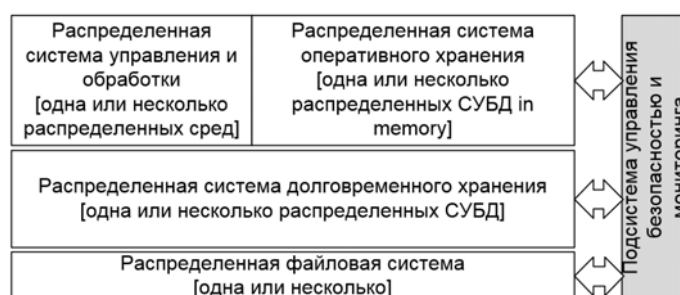 Распределенная
система управления и
обработки
[одна или несколько
распределенных сред]
Распределенная система
оперативного хранения
[одна или несколько
распределенных СУБД in
memory]
Распределенная система долговременного хранения
[одна или несколько распределенных СУБД]
Распределенная файловая система
[одна или несколько]
Подсистема управления
безопасностью и
мониторинга